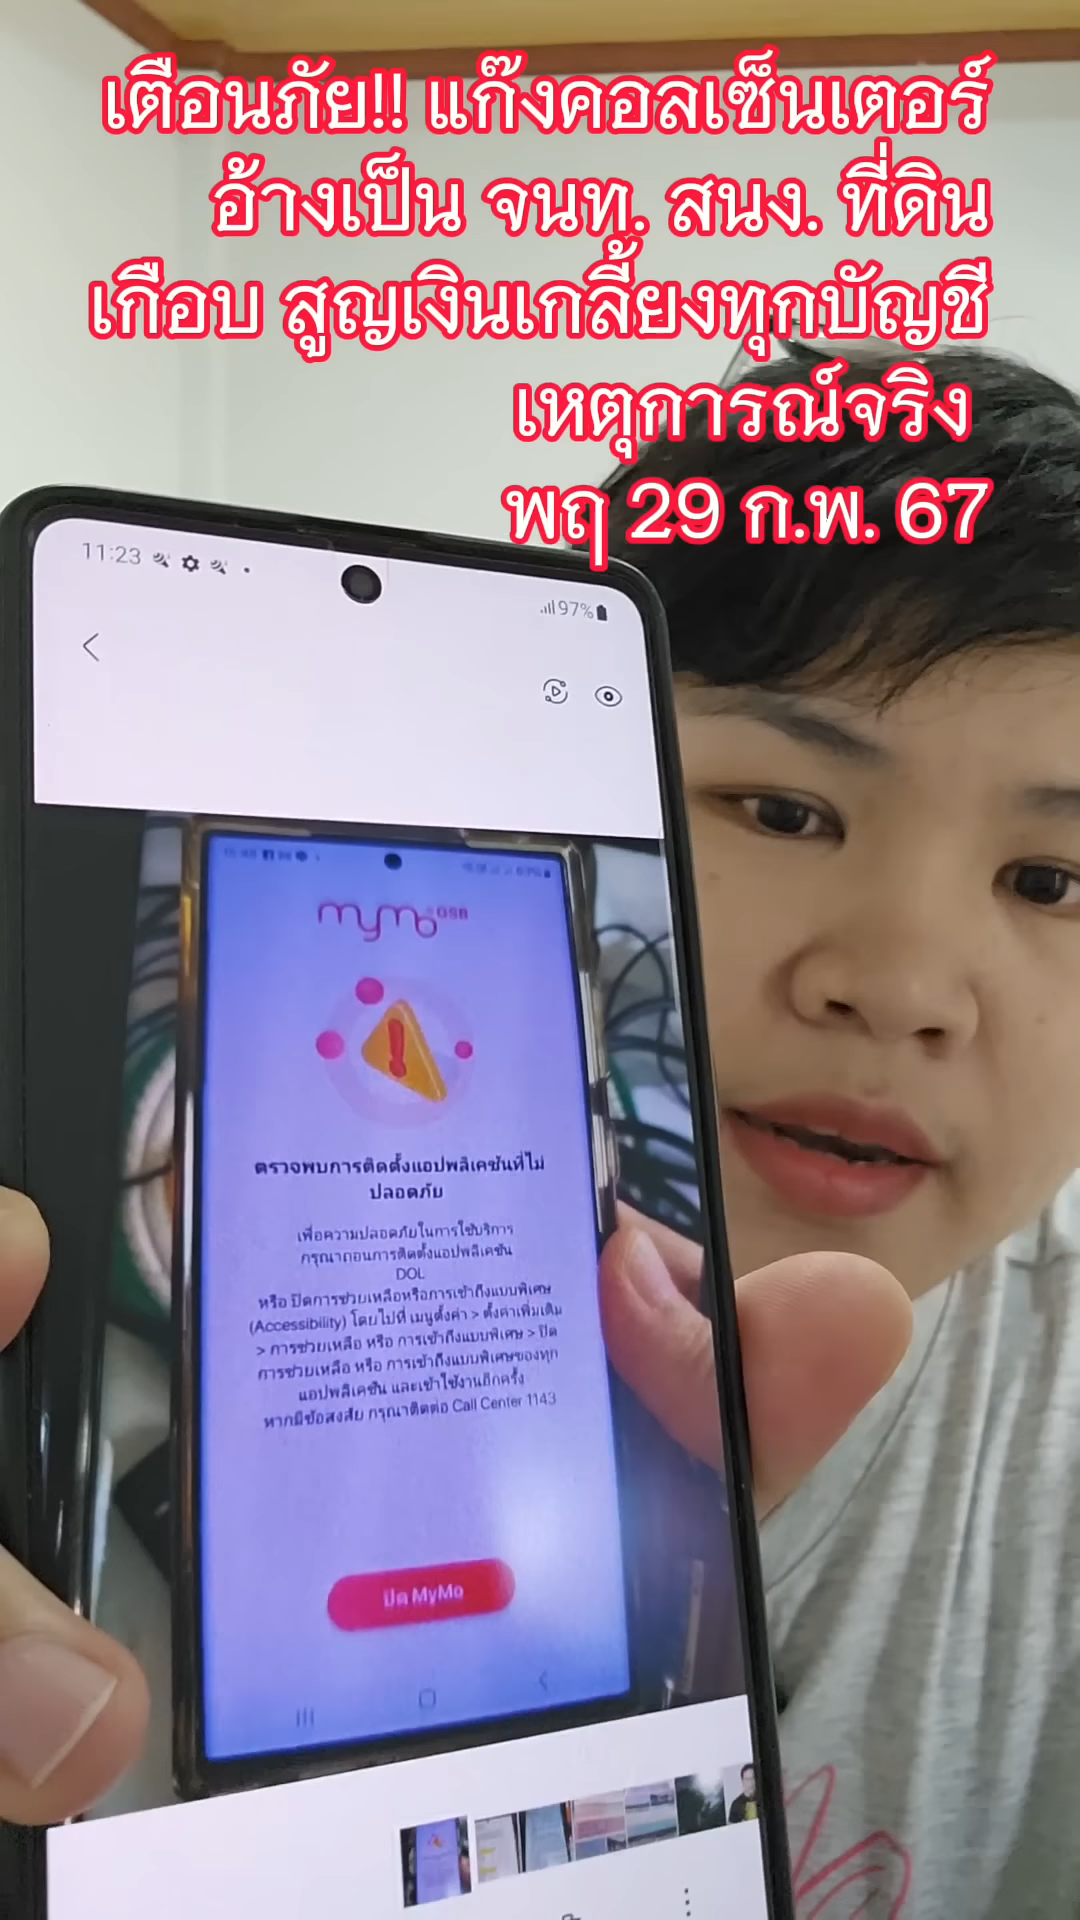 เตือนภัย!! แก๊งคอลเซ็นเตอร์
อ้างเป็น จนท. สนง. ที่ดิน
เกือบ สูญเงินเกลี้ยงทุกบัญชี
เหตุการณ์จริง
พฤ 29 ก.พ. 67
11:23
97%
mymo GSB
ตรวจพบการติดตั้งแอปพลิเคชันที่ไม่
ปลอดภัย
เพื่อความปลอดภัยในการใช้บริการ
กรุณาถอนการติดตั้งแอปพลิเคชัน
DOL
หรือ ปิดการช่วยเหลือหรือการเข้าถึงแบบพิเศษ
(Accessibility) โดยไปที่ เมนูตั้งค่า > ตั้งค่าเพิ่มเติม
> การช่วยเหลือ หรือ การเข้าถึงแบบพิเศษ > ปิด
การช่วยเหลือ หรือ การเข้าถึงแบบพิเศษของทุก
แอปพลิเคชัน และเข้าใช้งานอีกครั้ง
หากมีข้อสงสัย กรุณาติดต่อ Call Center 1143
ปิด MyMo